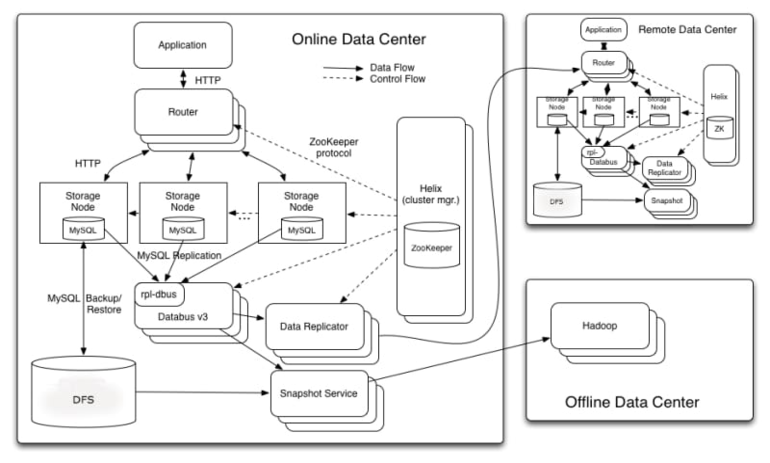 Application
Online Data Center
Data Flow
Control Flow
HTTP
Router
ZooKeeper
protocol
HTTP
Storage
Node
MySQL
Storage
Node
MySQL
...
Storage
Node
MySQL
Helix
(cluster mgr.)
ZooKeeper
MySQL Replication
MySQL Backup/
Restore
rpl-dbus
Databus v3
Data Replicator
DFS
Snapshot Service
Application
Remote Data Center
Router
Storage
Node
Storage
Node
...
Storage
Node
Helix
ZK
rpl-
Databus
Data
Replicator
DFS
Snapshot
Hadoop
Offline Data Center